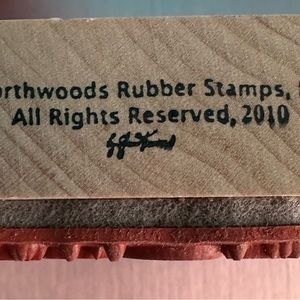 orthwoods Rubber Stamps,
All Rights Reserved, 2010